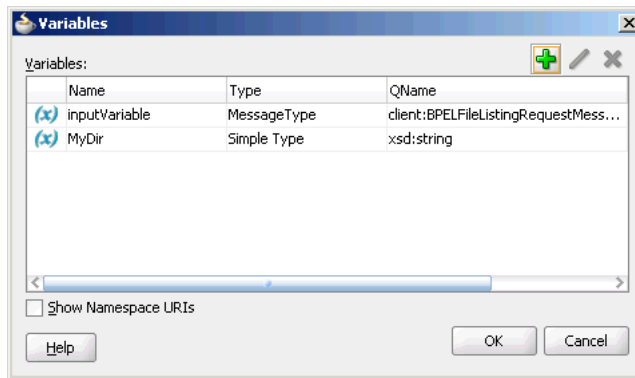 Variables
Variables:
Name Type QName
(x) inputVariable MessageType client:BPELFileListingRequestMess...
(x) MyDir Simple Type xsd:string
Show Namespace URIs
Help OK Cancel